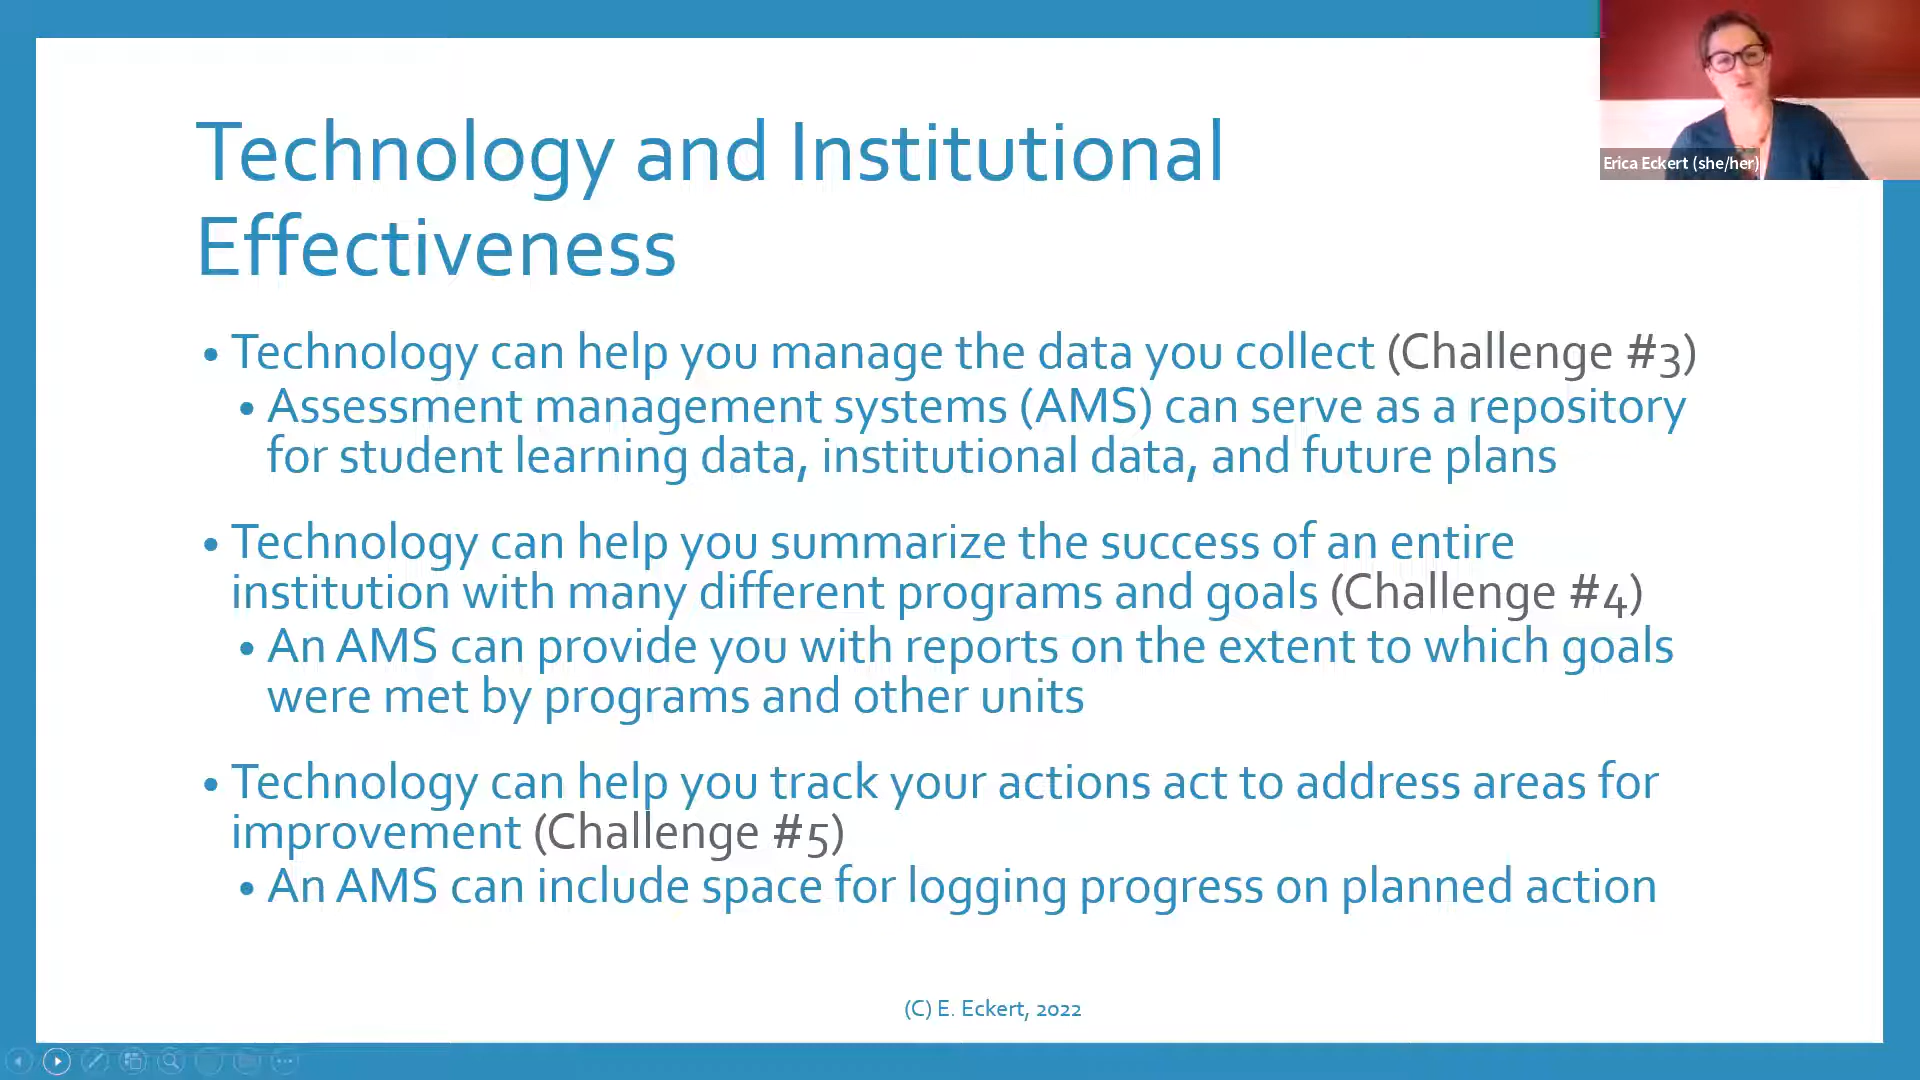 Technology and Institutional
Effectiveness
Erica Eckert (she/her)
• Technology can help you manage the data you collect (Challenge #3)
• Assessment management systems (AMS) can serve as a repository
for student learning data, institutional data, and future plans
• Technology can help you summarize the success of an entire
institution with many different programs and goals (Challenge #4)
• An AMS can provide you with reports on the extent to which goals
were met by programs and other units
• Technology can help you track your actions act to address areas for
improvement (Challenge #5)
• An AMS can include space for logging progress on planned action
(C) E. Eckert, 2022